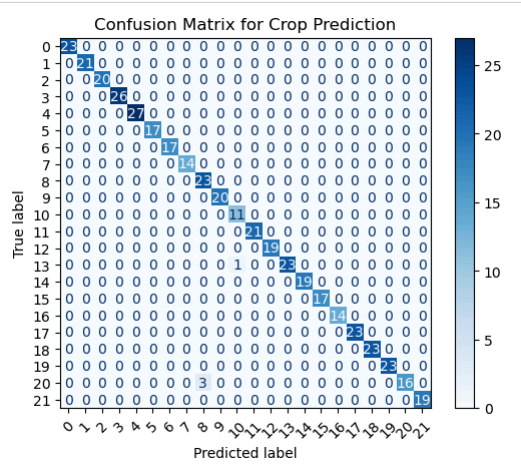 Confusion Matrix for Crop Prediction
0 23 0 0 0 0 0 0 0 0 0 0 0 0 0 0 0 0 0 0 0 0 0
1 0 21 0 0 0 0 0 0 0 0 0 0 0 0 0 0 0 0 0 0 0 0
2 0 0 20 0 0 0 0 0 0 0 0 0 0 0 0 0 0 0 0 0 0 0
3 0 0 0 26 0 0 0 0 0 0 0 0 0 0 0 0 0 0 0 0 0 0
4 0 0 0 0 27 0 0 0 0 0 0 0 0 0 0 0 0 0 0 0 0 0
5 0 0 0 0 0 17 0 0 0 0 0 0 0 0 0 0 0 0 0 0 0 0
6 0 0 0 0 0 0 17 0 0 0 0 0 0 0 0 0 0 0 0 0 0 0
7 0 0 0 0 0 0 0 14 0 0 0 0 0 0 0 0 0 0 0 0 0 0
8 0 0 0 0 0 0 0 0 23 0 0 0 0 0 0 0 0 0 0 0 0 0
9 0 0 0 0 0 0 0 0 0 20 0 0 0 0 0 0 0 0 0 0 0 0
10 0 0 0 0 0 0 0 0 0 0 11 0 0 0 0 0 0 0 0 0 0 0
11 0 0 0 0 0 0 0 0 0 0 0 21 0 0 0 0 0 0 0 0 0 0
12 0 0 0 0 0 0 0 0 0 0 0 0 19 0 0 0 0 0 0 0 0 0
13 0 0 0 0 0 0 0 0 0 0 1 0 0 23 0 0 0 0 0 0 0 0
14 0 0 0 0 0 0 0 0 0 0 0 0 0 0 19 0 0 0 0 0 0 0
15 0 0 0 0 0 0 0 0 0 0 0 0 0 0 0 17 0 0 0 0 0 0
16 0 0 0 0 0 0 0 0 0 0 0 0 0 0 0 0 14 0 0 0 0 0
17 0 0 0 0 0 0 0 0 0 0 0 0 0 0 0 0 0 23 0 0 0 0
18 0 0 0 0 0 0 0 0 0 0 0 0 0 0 0 0 0 0 23 0 0 0
19 0 0 0 0 0 0 0 0 0 0 0 0 0 0 0 0 0 0 0 23 0 0
20 0 0 0 0 0 0 0 0 3 0 0 0 0 0 0 0 0 0 0 0 16 0
21 0 0 0 0 0 0 0 0 0 0 0 0 0 0 0 0 0 0 0 0 0 19
0 1 2 3 4 5 6 7 8 9 10 11 12 13 14 15 16 17 18 19 20 21
Predicted label
True label
25
20
15
10
5
0